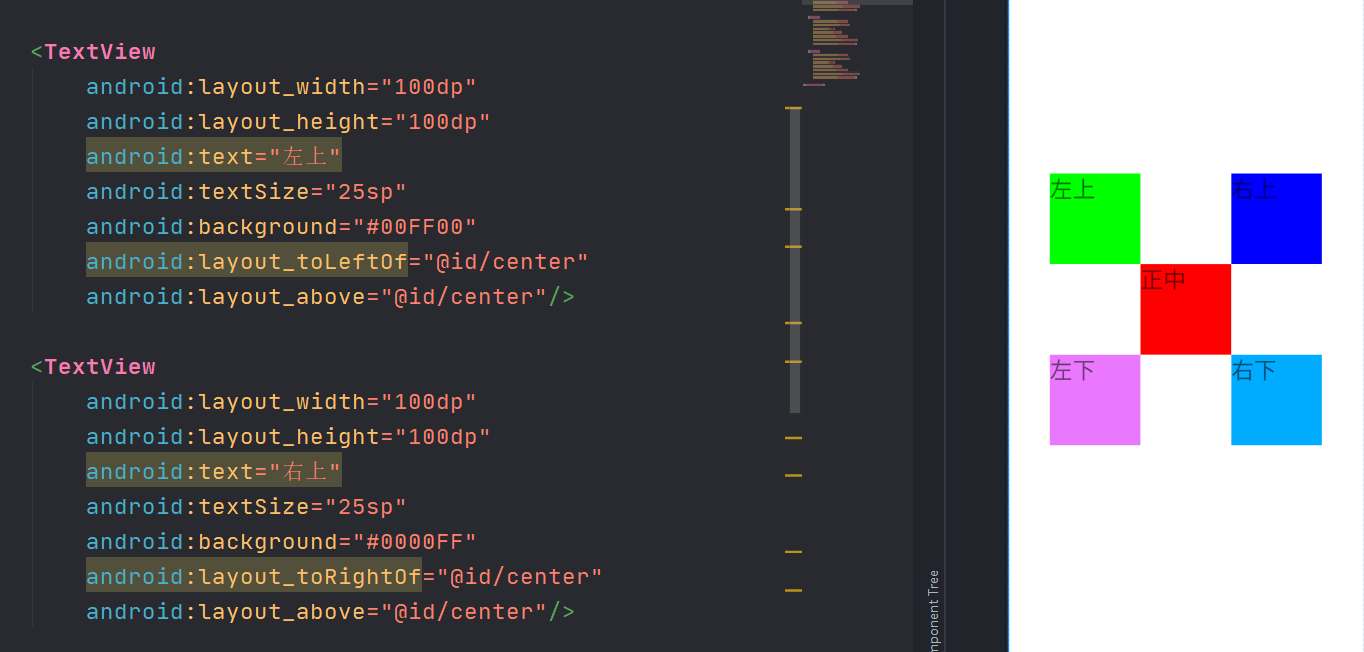 <TextView
android:layout_width="100dp"
android:layout_height="100dp"
android:text="左上"
android:textSize="25sp"
android:background="#00FF00"
android:layout_toLeftOf="@id/center"
android:layout_above="@id/center"/>
<TextView
android:layout_width="100dp"
android:layout_height="100dp"
android:text="右上"
android:textSize="25sp"
android:background="#0000FF"
android:layout_toRightOf="@id/center"
android:layout_above="@id/center"/>
mponent Tree
左上
右上
正中
左下
右下